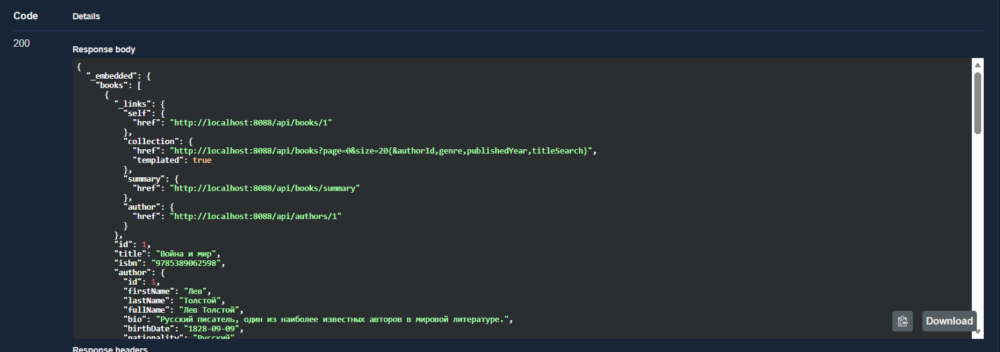 Code Details
200
Response body
{
"_embedded": {
"books": [
{
"_links": {
"self": {
"href": "http://localhost:8088/api/books/1"
},
"collection": {
"href": "http://localhost:8088/api/books?page=0&size=20{&authorId,genre,publishedYear,titleSearch}",
"templated": true
},
"summary": {
"href": "http://localhost:8088/api/books/summary"
},
"author": {
"href": "http://localhost:8088/api/authors/1"
}
},
"id": 1,
"title": "Война и мир",
"isbn": "9785389062598",
"author": {
"id": 1,
"firstName": "Лев",
"lastName": "Толстой",
"fullName": "Лев Толстой",
"bio": "Русский писатель, один из наиболее известных авторов в мировой литературе.",
"birthDate": "1828-09-09",
"nationality": "Русский"
Download
Response headers